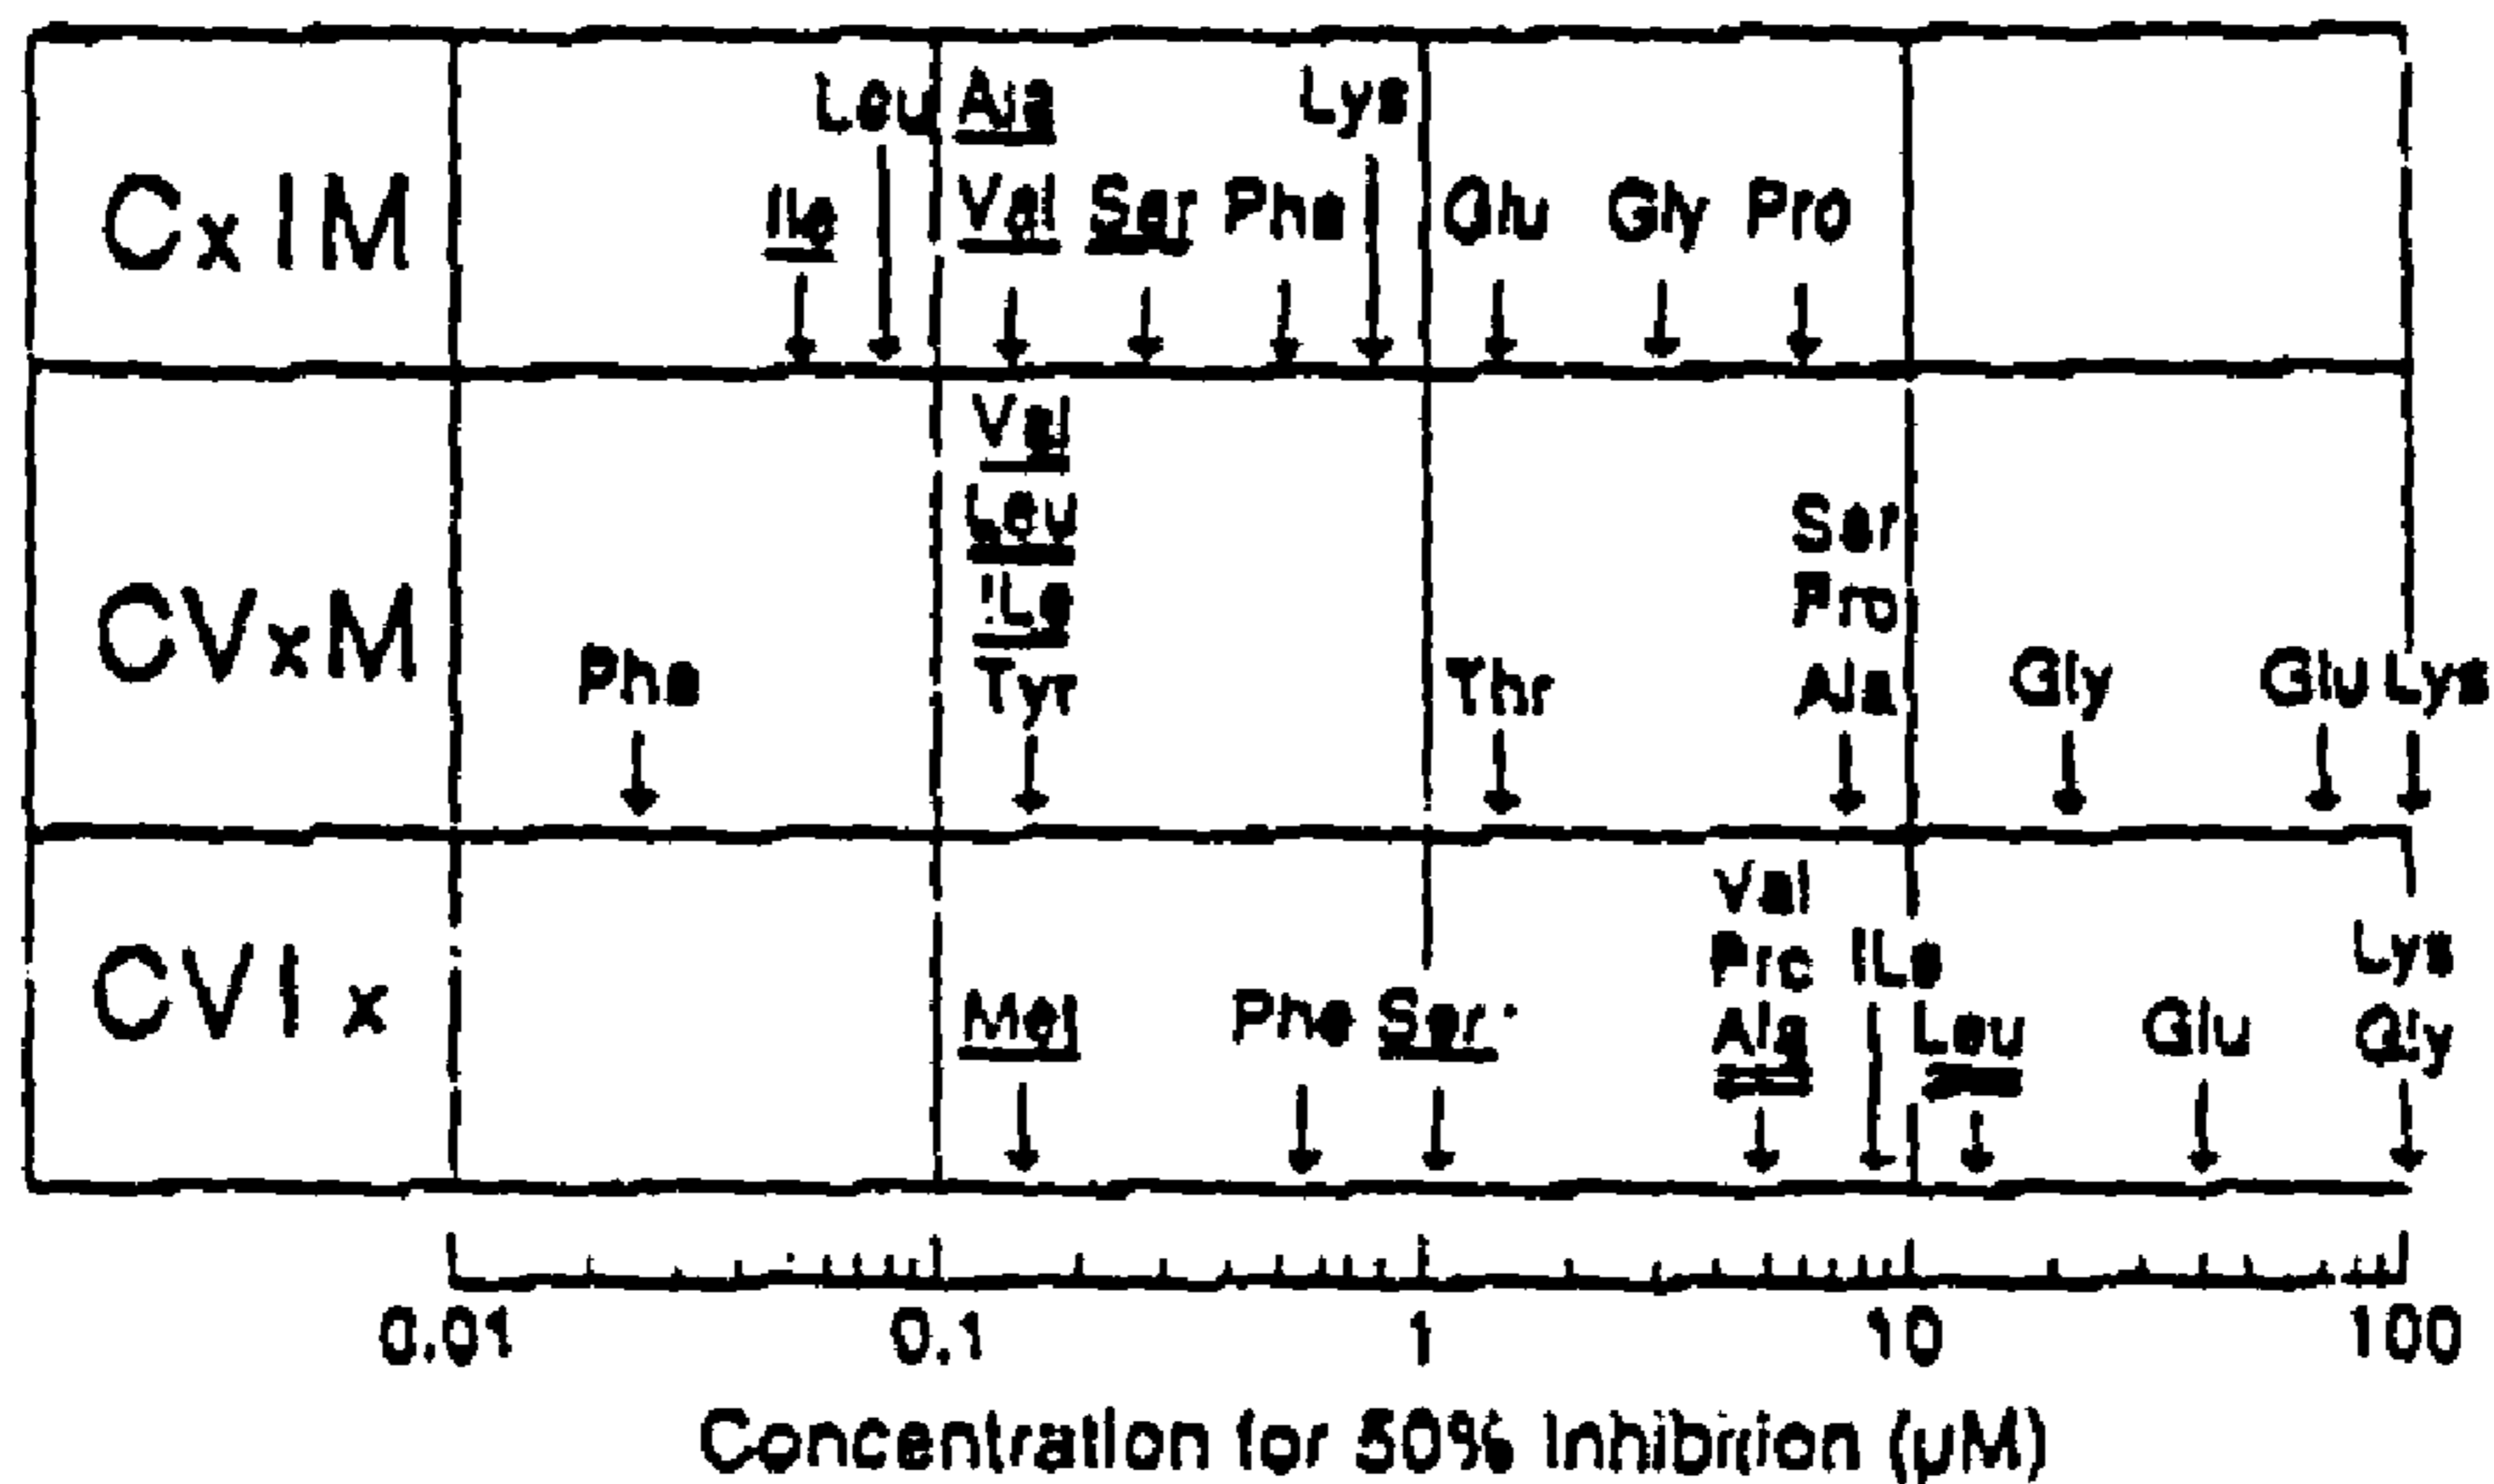 Leu Ala Lys
CxIM ILe Val Ser Phe Glu Gly Pro
Val
Leu Ser
ILe Pro
CVxM Phe Tyr Thr Ala Gly Glu Lys
Val
Pro ILe Lys
CVIx Met Phe Ser Ala Leu Glu Gly
0.01 0.1 1 10 100
Concentration for 50% Inhibition (µM)